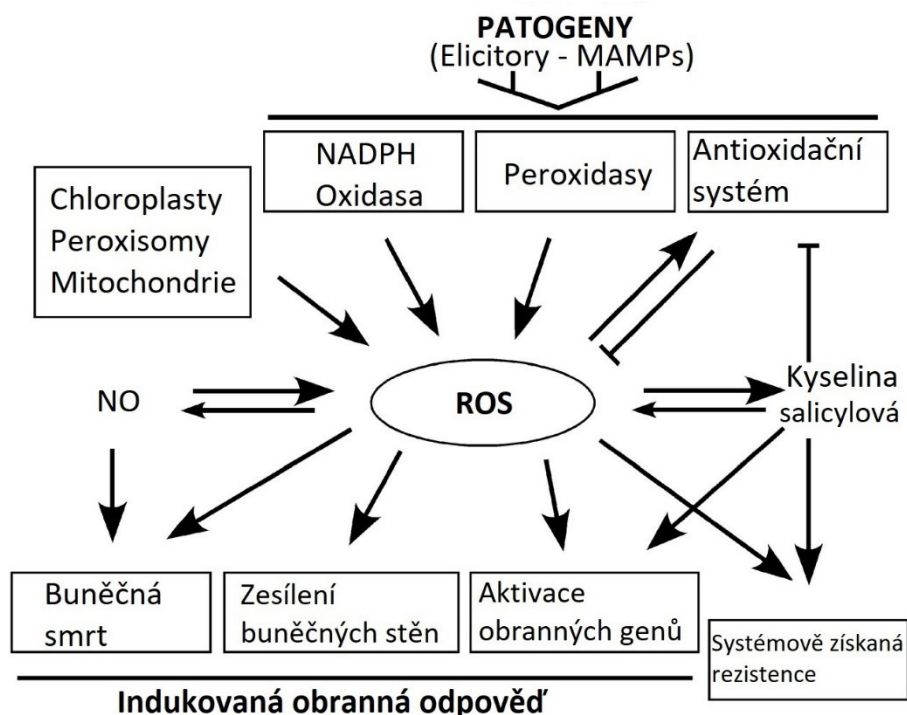 PATOGENY
(Elicitory - MAMPs)
NADPH
Oxidasa
Peroxidasy
Antioxidační
systém
Chloroplasty
Peroxisomy
Mitochondrie
NO
ROS
Kyselina
salicylová
Buněčná
smrt
Zesílení
buněčných stěn
Aktivace
obranných genů
Systémově získaná
rezistence
Indukovaná obranná odpověď